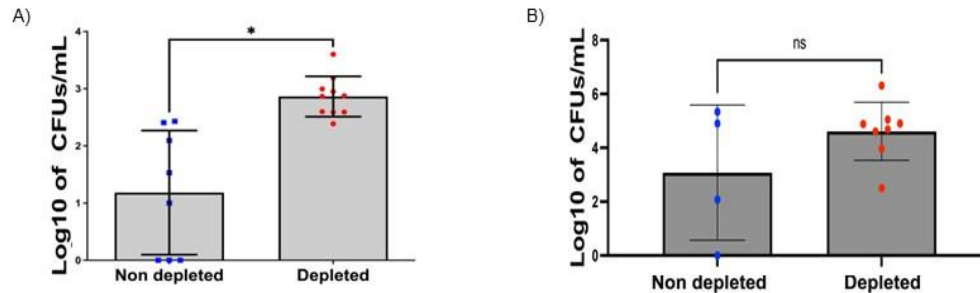 A)
Log10 of CFUs/mL
4
3
2
1
0
*
Non depleted
Depleted
B)
Log10 of CFUs/mL
8
6
4
2
0
ns
Non depleted
Depleted